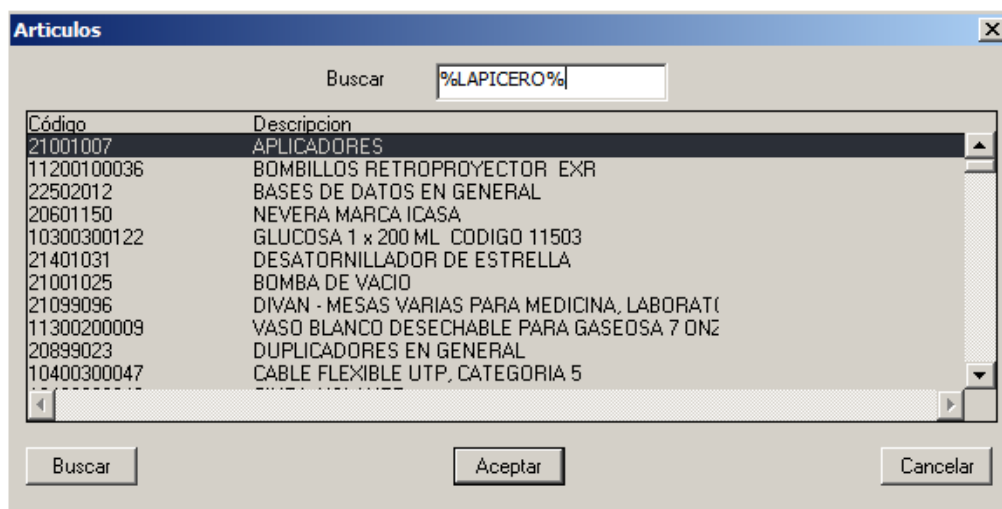 Articulos
Buscar %LAPICERO%
Código Descripcion
21001007 APLICADORES
11200100036 BOMBILLOS RETROPROYECTOR EXR
22502012 BASES DE DATOS EN GENERAL
20601150 NEVERA MARCA ICASA
10300300122 GLUCOSA 1 x 200 ML CODIGO 11503
21401031 DESATORNILLADOR DE ESTRELLA
21001025 BOMBA DE VACIO
21099096 DIVAN - MESAS VARIAS PARA MEDICINA, LABORATO
11300200009 VASO BLANCO DESECHABLE PARA GASEOSA 7 ONZ
20899023 DUPLICADORES EN GENERAL
10400300047 CABLE FLEXIBLE UTP, CATEGORIA 5
Buscar Aceptar Cancelar